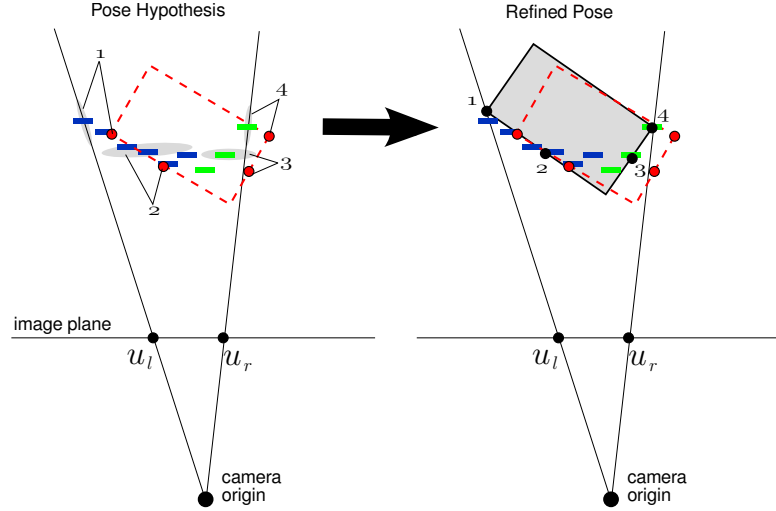 Pose Hypothesis
Refined Pose
1
4
1
4
3
3
2
2
image plane
u_l
u_r
u_l
u_r
camera
origin
camera
origin